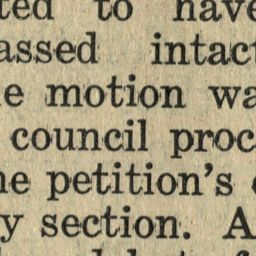 ted to have
assed intact
e motion wa
council proc
he petition's
y section. A